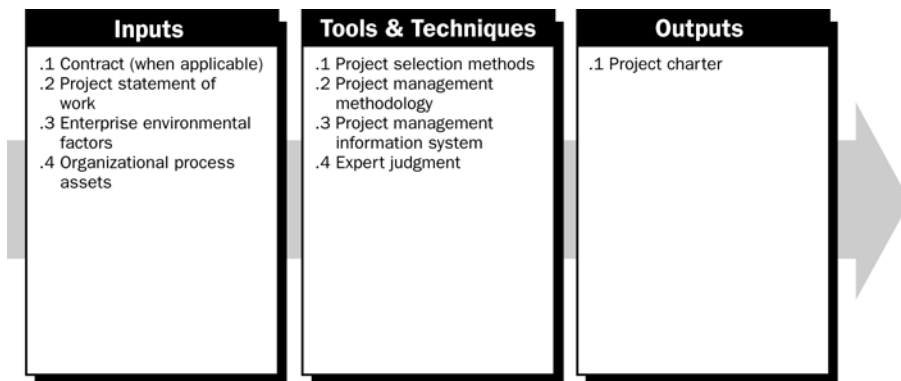 Inputs
.1 Contract (when applicable)
.2 Project statement of
work
.3 Enterprise environmental
factors
.4 Organizational process
assets
Tools & Techniques
.1 Project selection methods
.2 Project management
methodology
.3 Project management
information system
.4 Expert judgment
Outputs
.1 Project charter